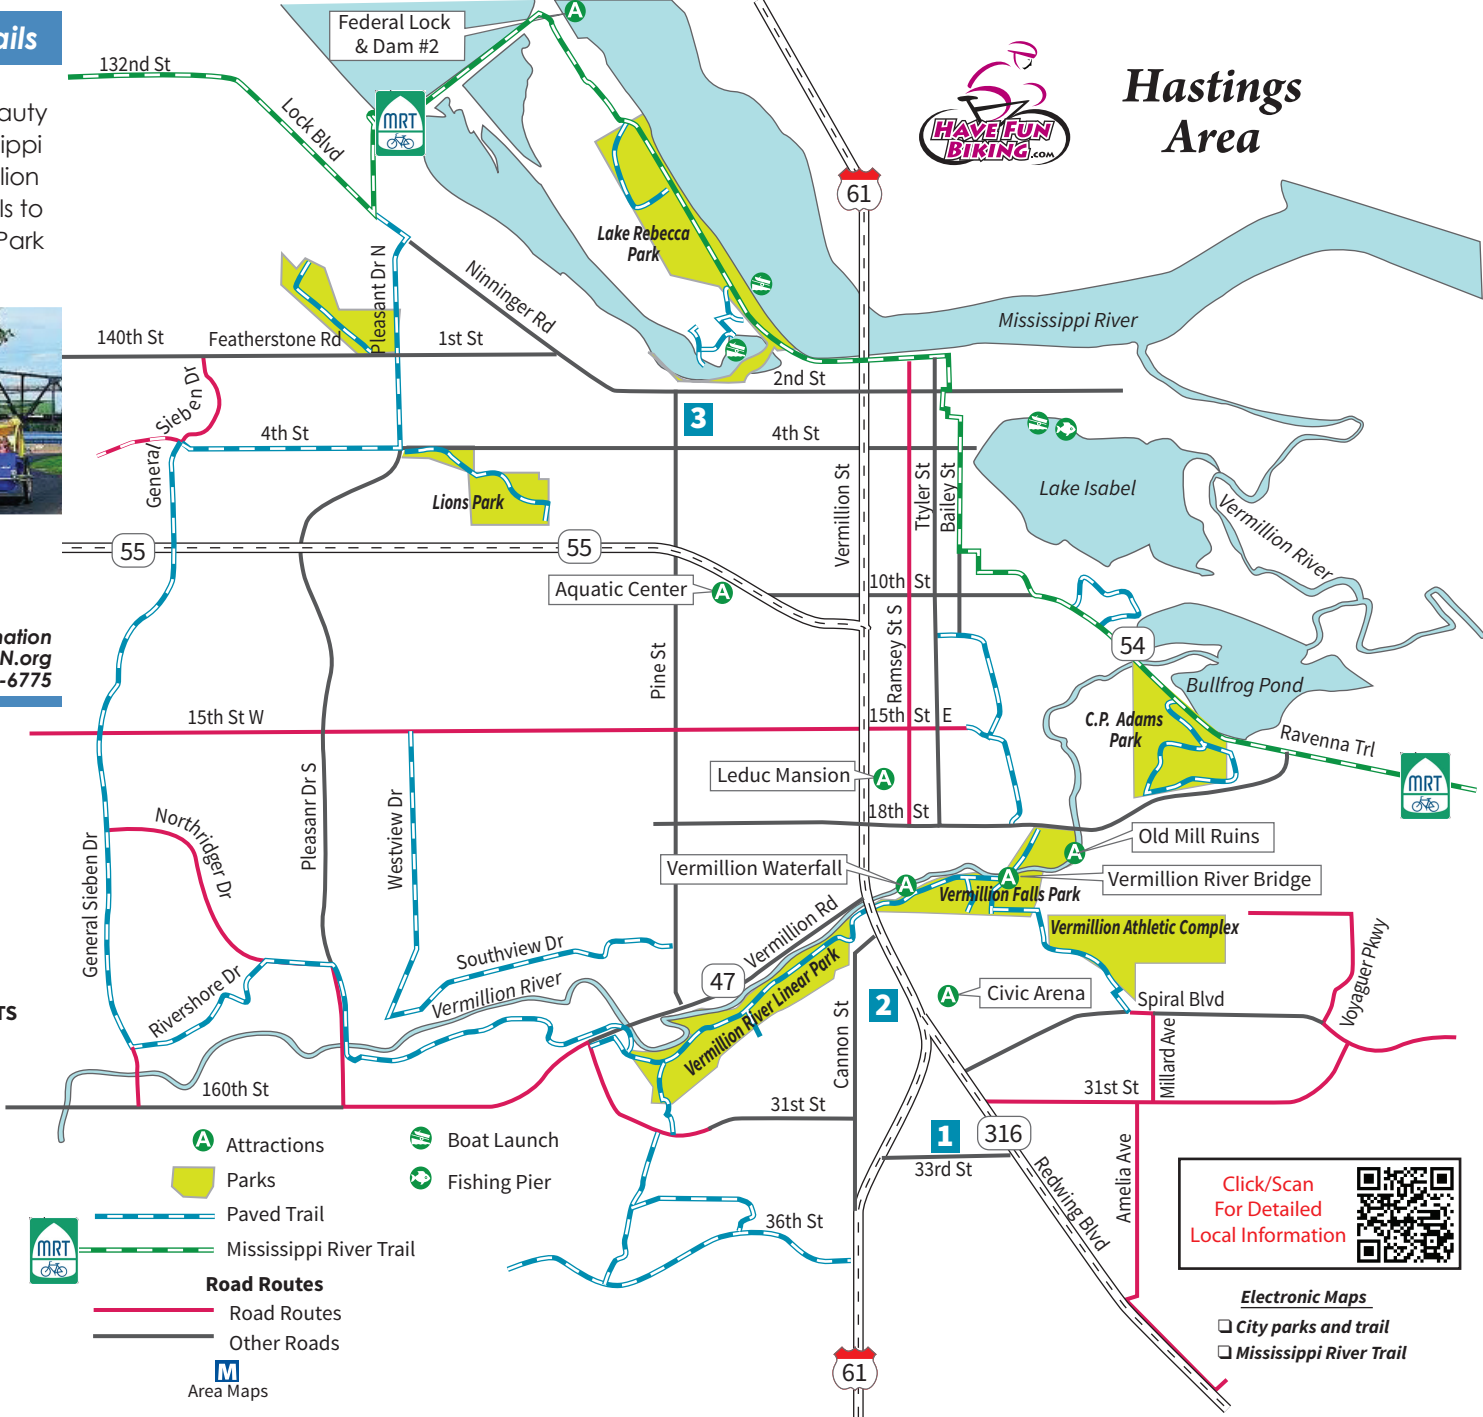 ails
auty
ippi
lion
ls to
Park
nation
N.org
-6775
TS
Hastings
Area
HAVE FUN
BIKING.COM
Federal Lock
& Dam #2
132nd St
Lock Blvd
MRT
61
Lake Rebecca
Park
Pleasant Dr N
Ninninger Rd
Mississippi River
140th St
Featherstone Rd
1st St
2nd St
General Sieben Dr
3
4th St
4th St
Lions Park
Vermillion St
Ttyler St
Bailey St
Lake Isabel
Vermillion River
55
55
Aquatic Center
A
10th St
54
Pine St
Ramsey St S
Bullfrog Pond
C.P. Adams
Park
15th St W
15th St E
Ravenna Trl
MRT
Leduc Mansion
A
18th St
Pleasanr Dr S
Westview Dr
Northridger Dr
General Sieben Dr
Old Mill Ruins
A
Vermillion Waterfall
A
Vermillion River Bridge
A
Vermillion Falls Park
Vermillion Athletic Complex
Vermillion Rd
Southview Dr
Vermillion River
47
Vermillion River Linear Park
Rivershore Dr
Voyaguer Pkwy
2
A
Civic Arena
Spiral Blvd
Cannon St
Millard Ave
160th St
31st St
31st St
1
316
33rd St
Redwing Blvd
Amelia Ave
36th St
61
A
A Attractions
Boat Launch
Parks
Fishing Pier
Paved Trail
MRT
Mississippi River Trail
Road Routes
Road Routes
Other Roads
M
Area Maps
Click/Scan
For Detailed
Local Information
Electronic Maps
❏ City parks and trail
❏ Mississippi River Trail